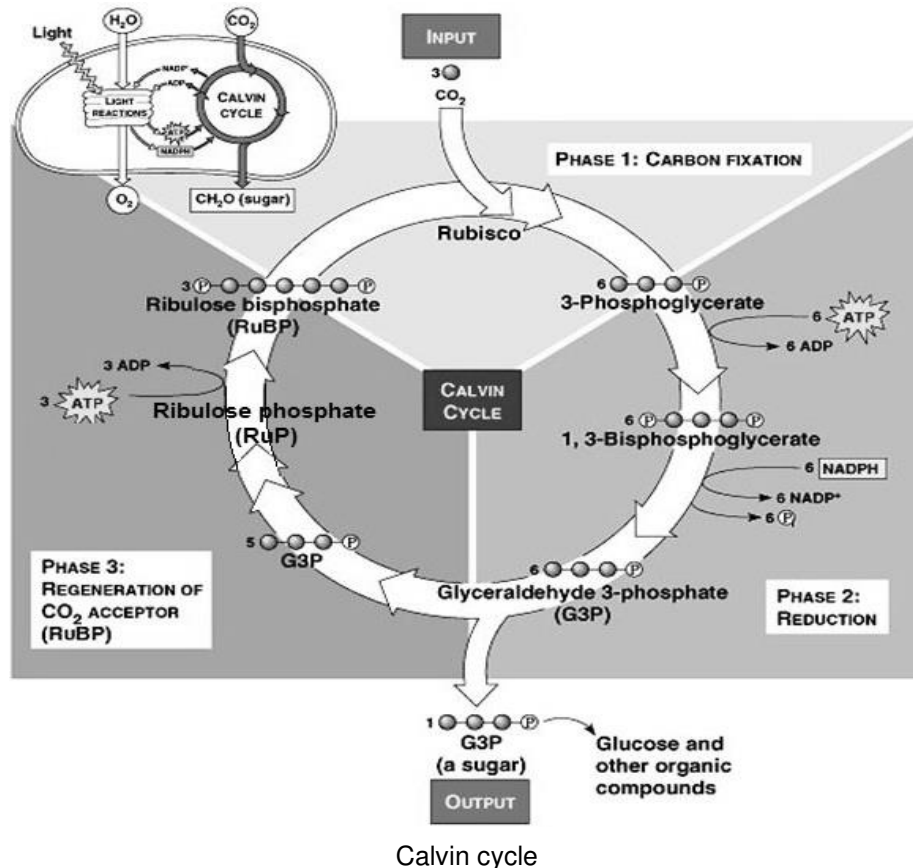 Light
H₂O
CO₂
NADP⁺
ADP
LIGHT
REACTIONS
CALVIN
CYCLE
ATP
NADPH
O₂
CH₂O (sugar)
INPUT
3
CO₂
PHASE 1: CARBON FIXATION
Rubisco
3 P P
Ribulose bisphosphate
(RuBP)
6 P
3-Phosphoglycerate
6 ATP
6 ADP
3 ADP
3 ATP
Ribulose phosphate
(RuP)
CALVIN
CYCLE
6 P P
1, 3-Bisphosphoglycerate
6 NADPH
6 NADP⁺
6 Pᵢ
5 P
G3P
6 P
Glyceraldehyde 3-phosphate
(G3P)
PHASE 3:
REGENERATION OF
CO₂ ACCEPTOR
(RUBP)
PHASE 2:
REDUCTION
1 P
G3P
(a sugar)
Glucose and
other organic
compounds
OUTPUT
Calvin cycle